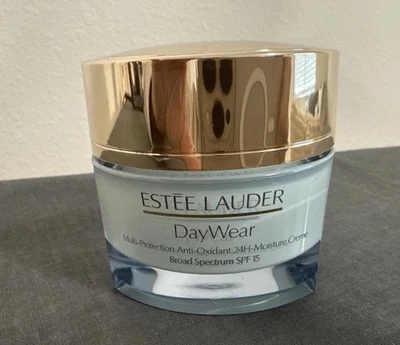 ESTĒE LAUDER
DayWear
Multi-Protection Anti-Oxidant 24H-Moisture Creme
Broad Spectrum SPF 15